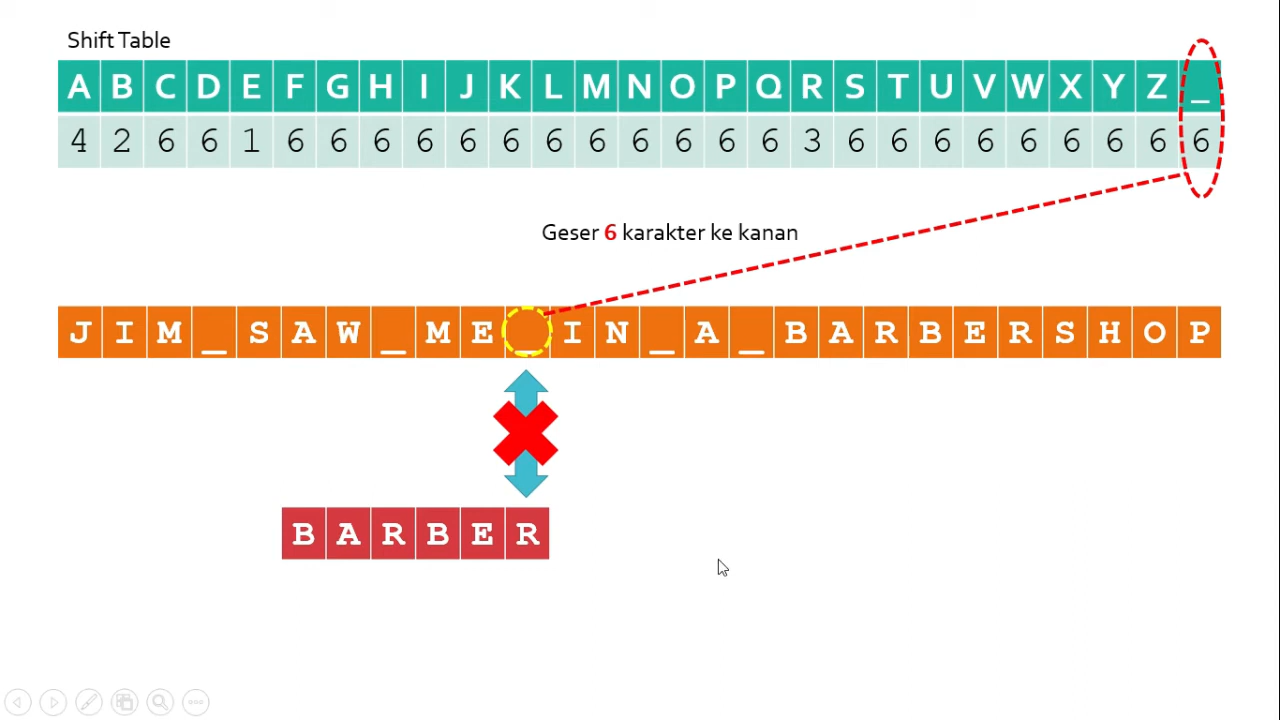 Shift Table
A B C D E F G H I J K L M N O P Q R S T U V W X Y Z _
4 2 6 6 1 6 6 6 6 6 6 6 6 6 6 6 6 3 6 6 6 6 6 6 6 6 6
Geser 6 karakter ke kanan
J I M _ S A W _ M E _ I N _ A _ B A R B E R S H O P
B A R B E R